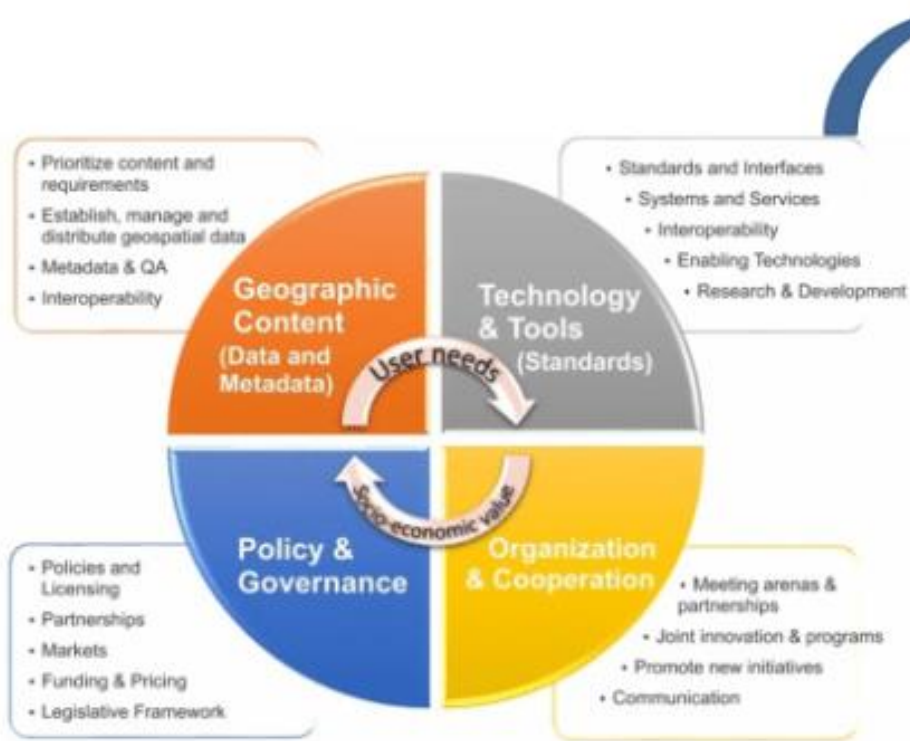 • Prioritize content and
requirements
• Establish, manage and
distribute geospatial data
• Metadata & QA
• Interoperability
• Standards and Interfaces
• Systems and Services
• Interoperability
• Enabling Technologies
• Research & Development
Geographic
Content
(Data and
Metadata)
Technology
& Tools
(Standards)
User needs
Socio-economic value
Policy &
Governance
Organization
& Cooperation
• Policies and
Licensing
• Partnerships
• Markets
• Funding & Pricing
• Legislative Framework
• Meeting arenas &
partnerships
• Joint innovation & programs
• Promote new initiatives
• Communication